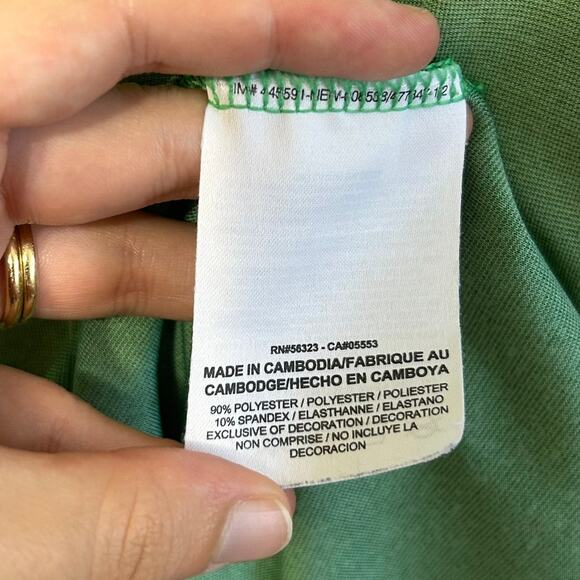 RN#56323 - CA#05553
MADE IN CAMBODIA/FABRIQUE AU
CAMBODGE/HECHO EN CAMBOYA
90% POLYESTER / POLYESTER / POLIESTER
10% SPANDEX / ELASTHANNE / ELASTANO
EXCLUSIVE OF DECORATION / DECORATION
NON COMPRISE / NO INCLUYE LA
DECORACION